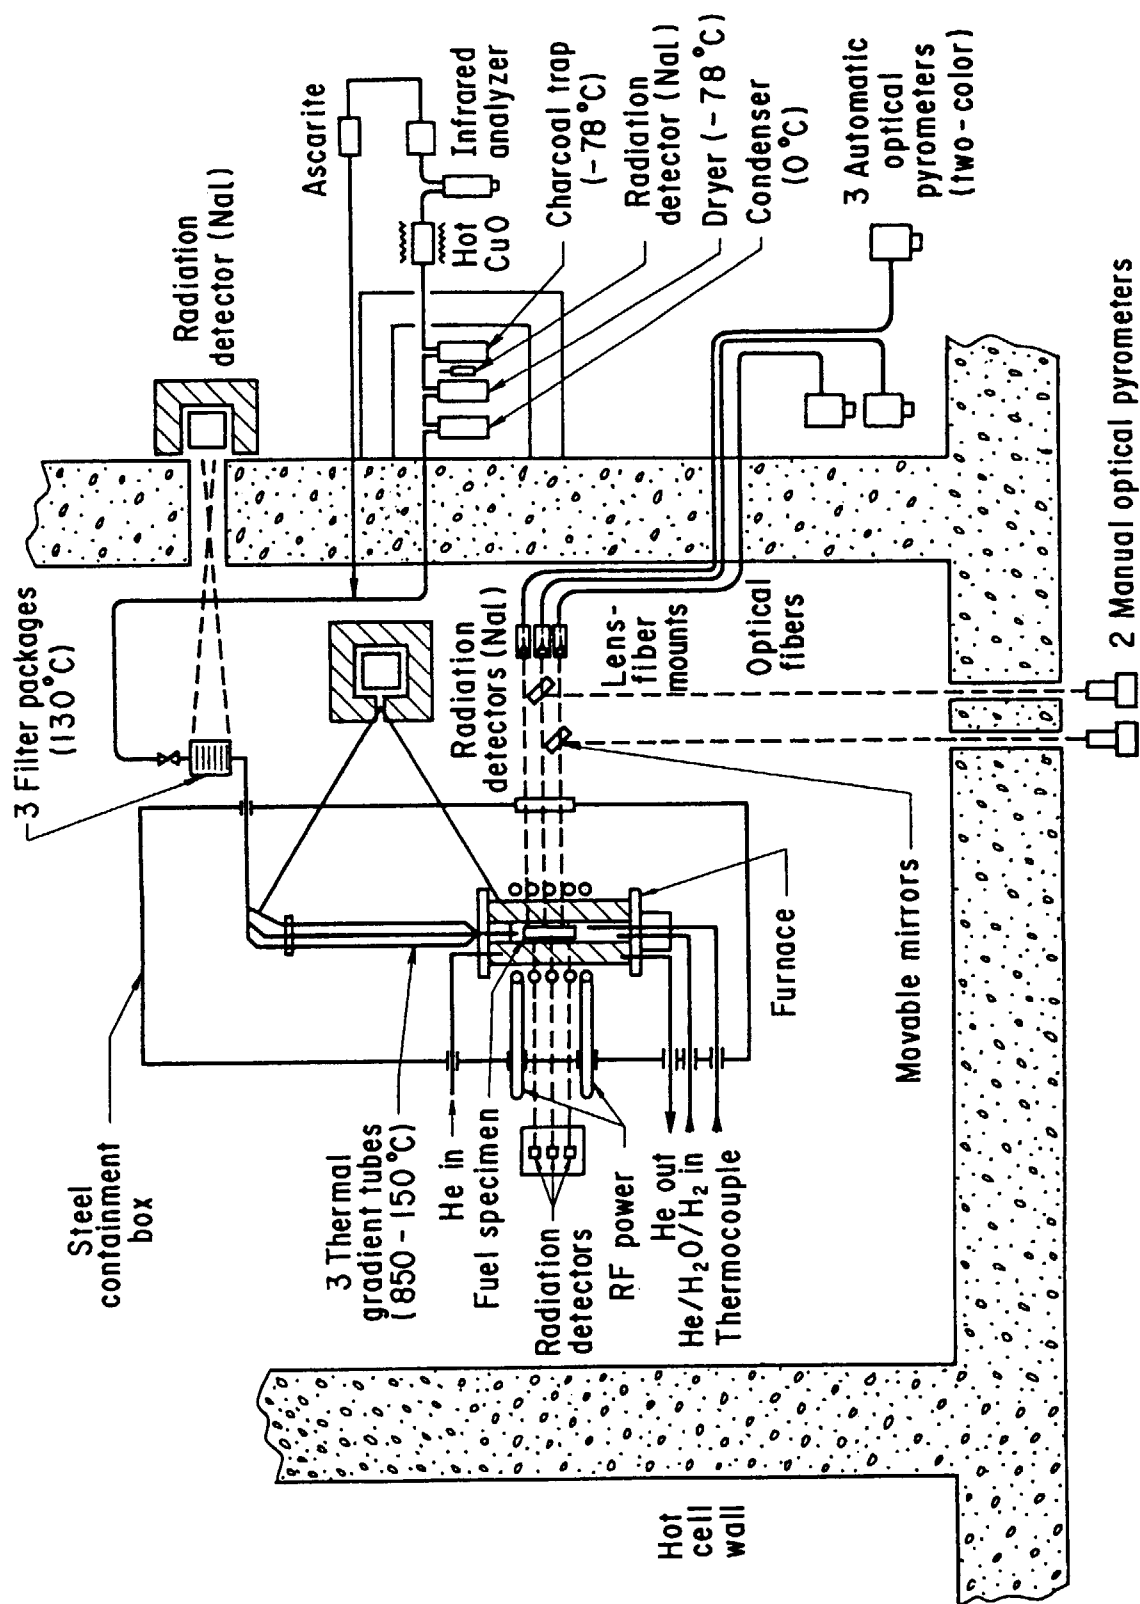 Steel
containment
box
3 Filter packages
(130°C)
Radiation
detector (NaI)
Ascarite
Infrared
analyzer
Hot
CuO
Charcoal trap
(-78°C)
Radiation
detector (NaI)
Dryer (-78°C)
Condenser
(0°C)
3 Automatic
optical
pyrometers
(two-color)
3 Thermal
gradient tubes
(850-150°C)
He in
Fuel specimen
Radiation
detectors
RF power
He out
He/H₂O/H₂ in
Thermocouple
Radiation
detectors (NaI)
Lens-
fiber
mounts
Optical
fibers
Furnace
Movable mirrors
Hot
cell
wall
2 Manual optical pyrometers